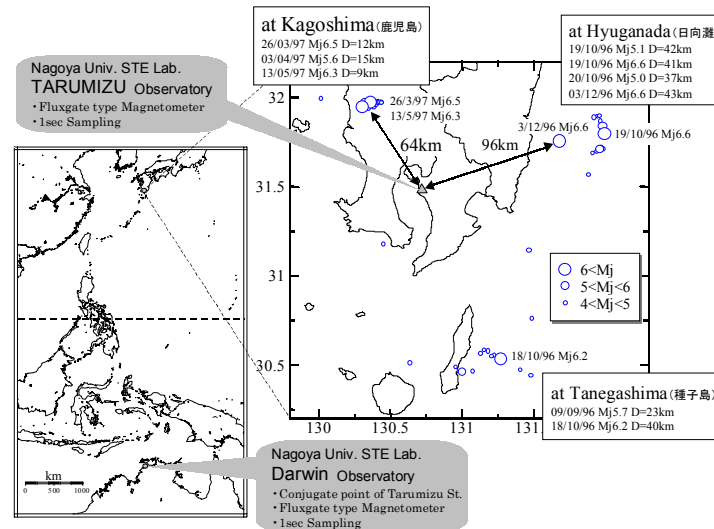 at Kagoshima(鹿児島)
26/03/97 Mj6.5 D=12km
03/04/97 Mj5.6 D=15km
13/05/97 Mj6.3 D=9km
at Hyuganada(日向灘)
19/10/96 Mj5.1 D=42km
19/10/96 Mj6.6 D=41km
20/10/96 Mj5.0 D=37km
03/12/96 Mj6.6 D=43km
Nagoya Univ. STE Lab.
TARUMIZU Observatory
・Fluxgate type Magnetometer
・1sec Sampling
32
26/3/97 Mj6.5
13/5/97 Mj6.3
3/12/96 Mj6.6
19/10/96 Mj6.6
64km
96km
31.5
31
6<Mj
5<Mj<6
4<Mj<5
30.5
18/10/96 Mj6.2
130
130.5
131
131.
at Tanegashima(種子島)
09/09/96 Mj5.7 D=23km
18/10/96 Mj6.2 D=40km
km
0
500
1000
Nagoya Univ. STE Lab.
Darwin Observatory
・Conjugate point of Tarumizu St.
・Fluxgate type Magnetometer
・1sec Sampling